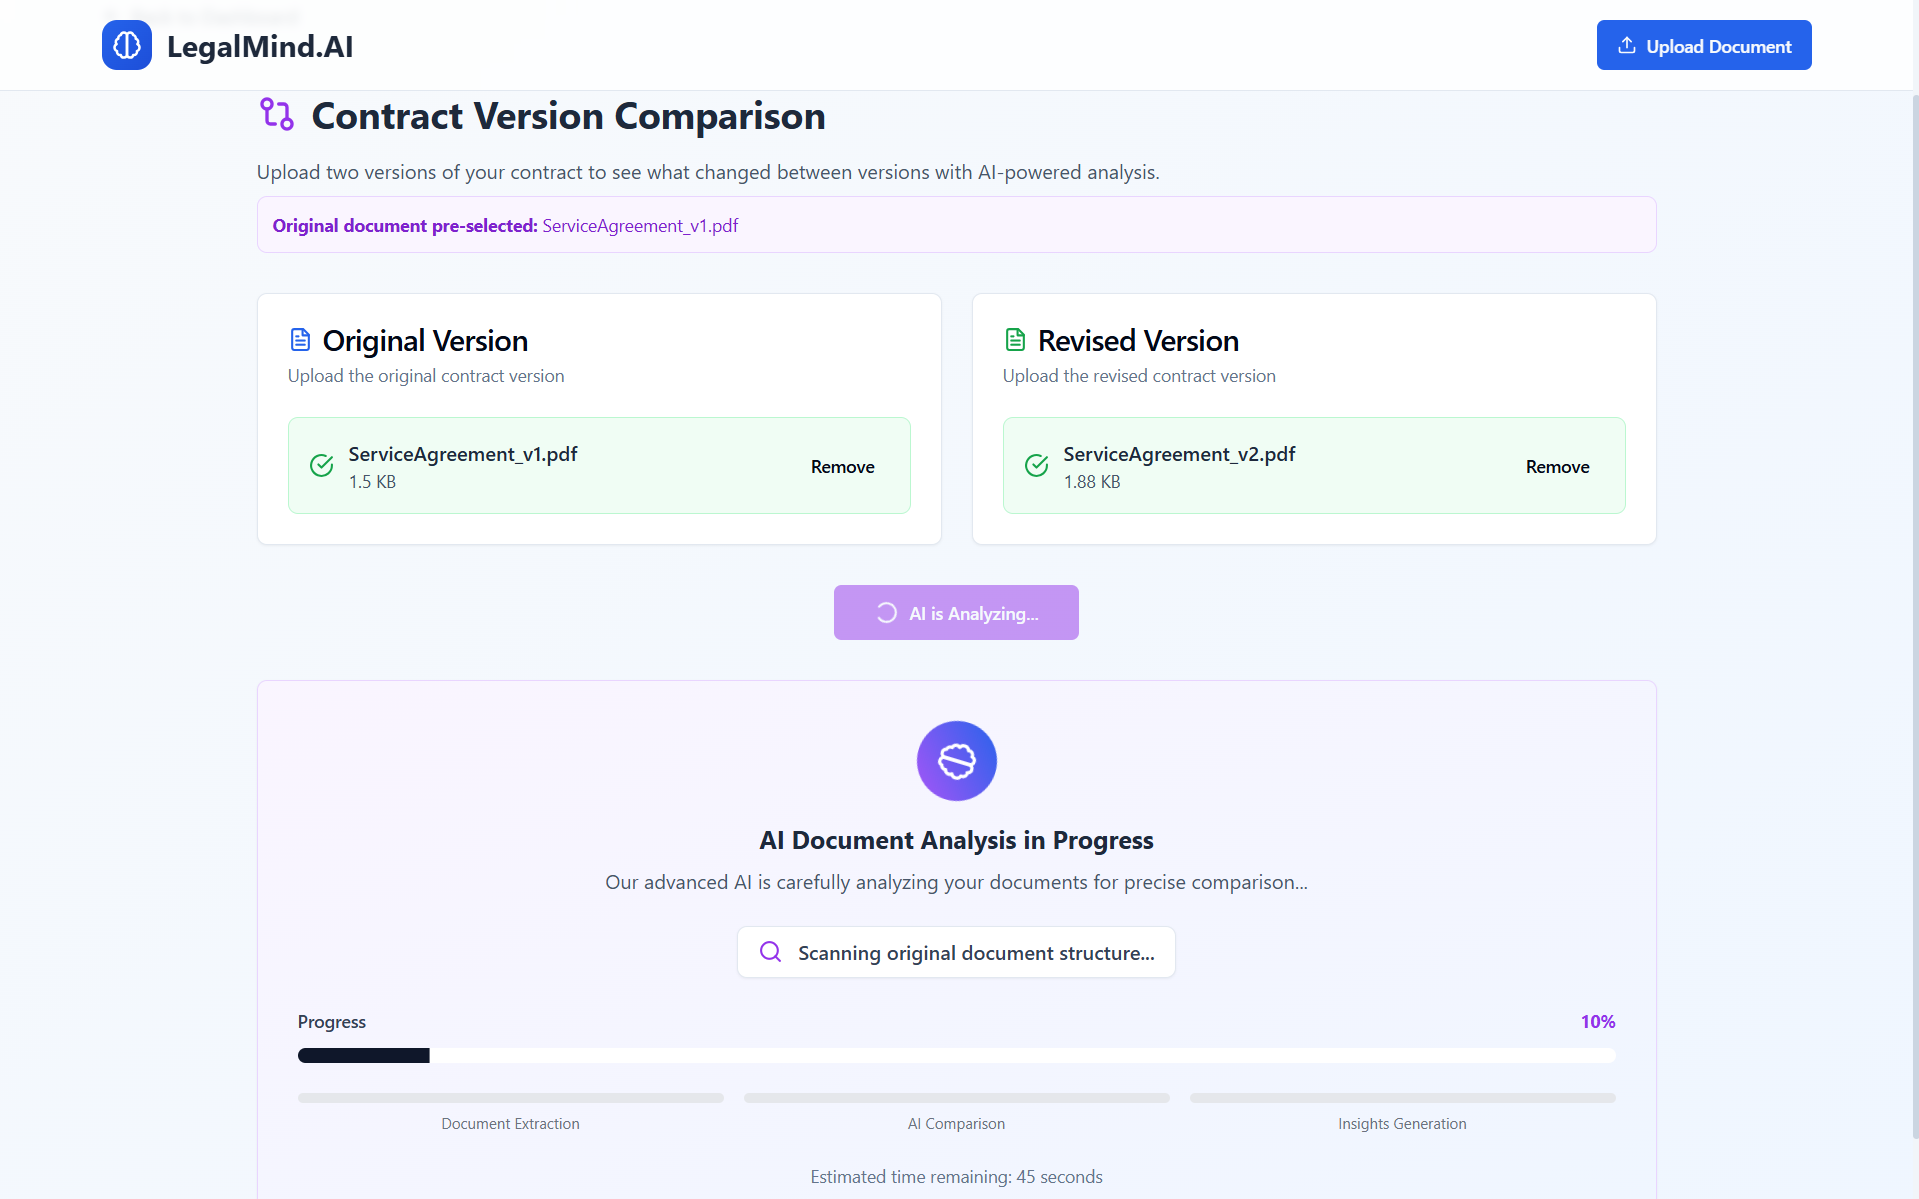 LegalMind.AI
Upload Document
Contract Version Comparison
Upload two versions of your contract to see what changed between versions with AI-powered analysis.
Original document pre-selected: ServiceAgreement_v1.pdf
Original Version
Upload the original contract version
ServiceAgreement_v1.pdf
1.5 KB
Remove
Revised Version
Upload the revised contract version
ServiceAgreement_v2.pdf
1.88 KB
Remove
AI is Analyzing...
AI Document Analysis in Progress
Our advanced AI is carefully analyzing your documents for precise comparison...
Scanning original document structure...
Progress
10%
Document Extraction
AI Comparison
Insights Generation
Estimated time remaining: 45 seconds